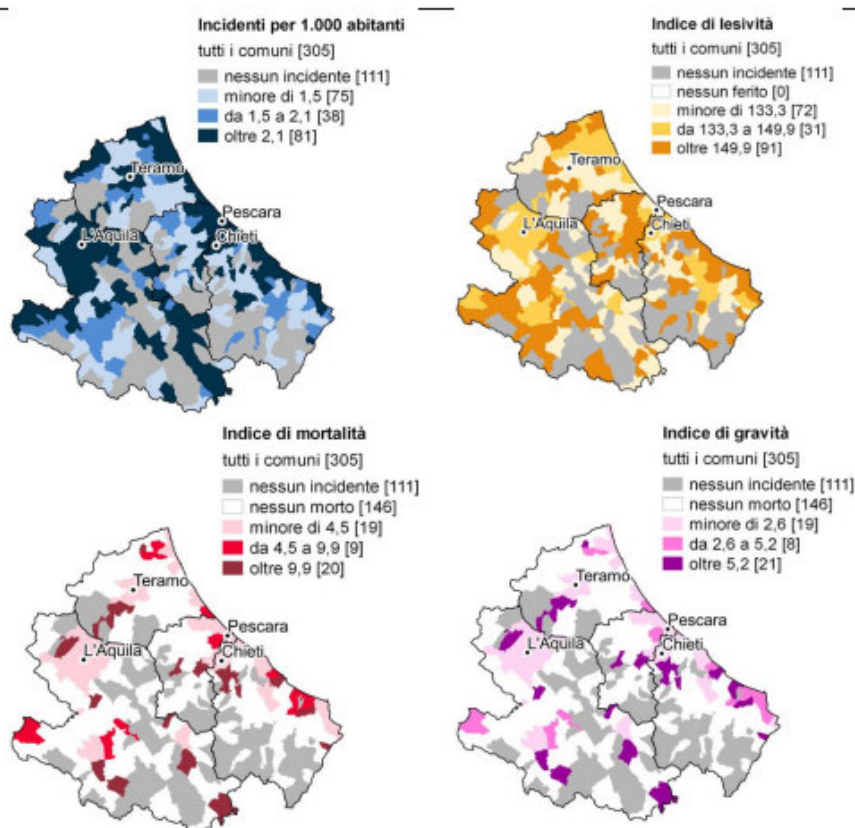 Incidenti per 1.000 abitanti
tutti i comuni [305]
nessun incidente [111]
minore di 1,5 [75]
da 1,5 a 2,1 [38]
oltre 2,1 [81]
Teramo
Pescara
L'Aquila
Chieti
Indice di lesività
tutti i comuni [305]
nessun incidente [111]
nessun ferito [0]
minore di 133,3 [72]
da 133,3 a 149,9 [31]
oltre 149,9 [91]
Teramo
Pescara
L'Aquila
Chieti
Indice di mortalità
tutti i comuni [305]
nessun incidente [111]
nessun morto [146]
minore di 4,5 [19]
da 4,5 a 9,9 [9]
oltre 9,9 [20]
Teramo
Pescara
L'Aquila
Chieti
Indice di gravità
tutti i comuni [305]
nessun incidente [111]
nessun morto [146]
minore di 2,6 [19]
da 2,6 a 5,2 [8]
oltre 5,2 [21]
Teramo
Pescara
L'Aquila
Chieti